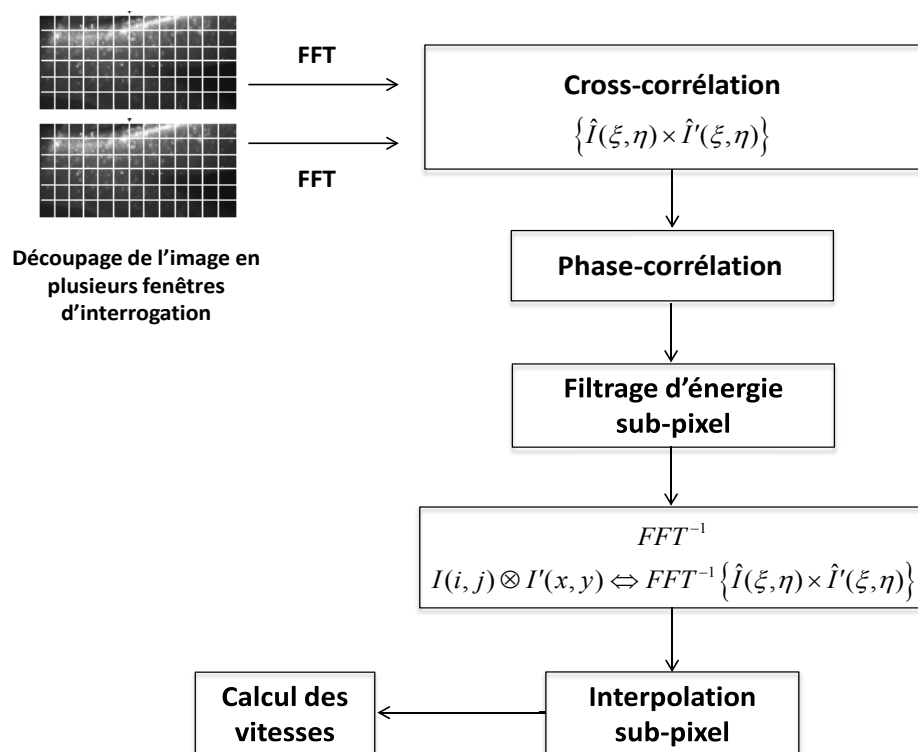 FFT
FFT
Découpage de l'image en
plusieurs fenêtres
d'interrogation
Cross-corrélation
{Î(ξ,η) × Î'(ξ,η)}
Phase-corrélation
Filtrage d'énergie
sub-pixel
FFT⁻¹
I(i, j) ⊗ I'(x, y) ⇔ FFT⁻¹{Î(ξ,η) × Î'(ξ,η)}
Interpolation
sub-pixel
Calcul des
vitesses